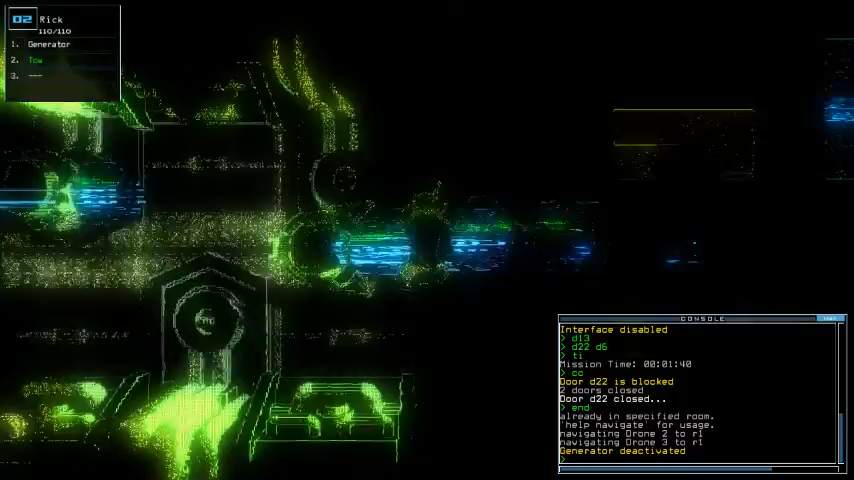 02 Rick
110/110
1. Generator
2. Tow
3. ---
CONSOLE
Interface disabled
> d13
> d22 d6
> ti
Mission Time: 00:01:40
> cc
Door d22 is blocked
2 doors closed
Door d22 closed...
> end
already in specified room.
'help navigate' for usage.
navigating Drone 2 to r1
navigating Drone 3 to r1
Generator deactivated
>